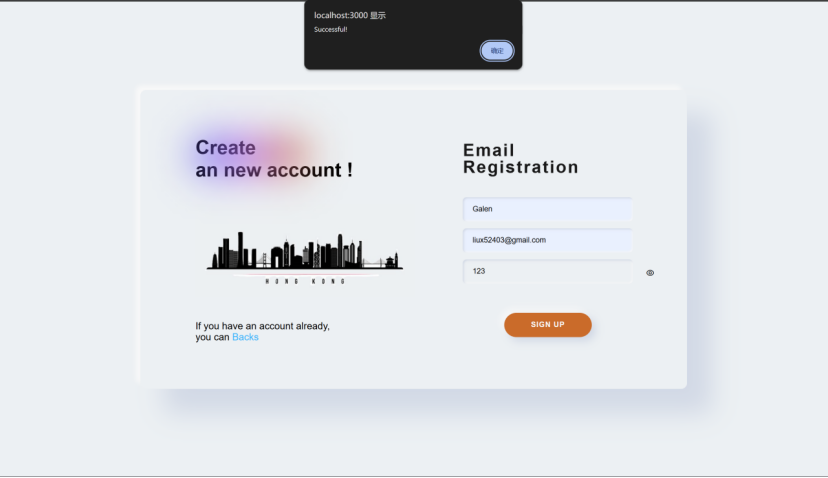 localhost:3000 显示
Successful!
确定
Create
an new account !
HONG KONG
If you have an account already,
you can Backs
Email
Registration
Galen
liux52403@gmail.com
123
SIGN UP